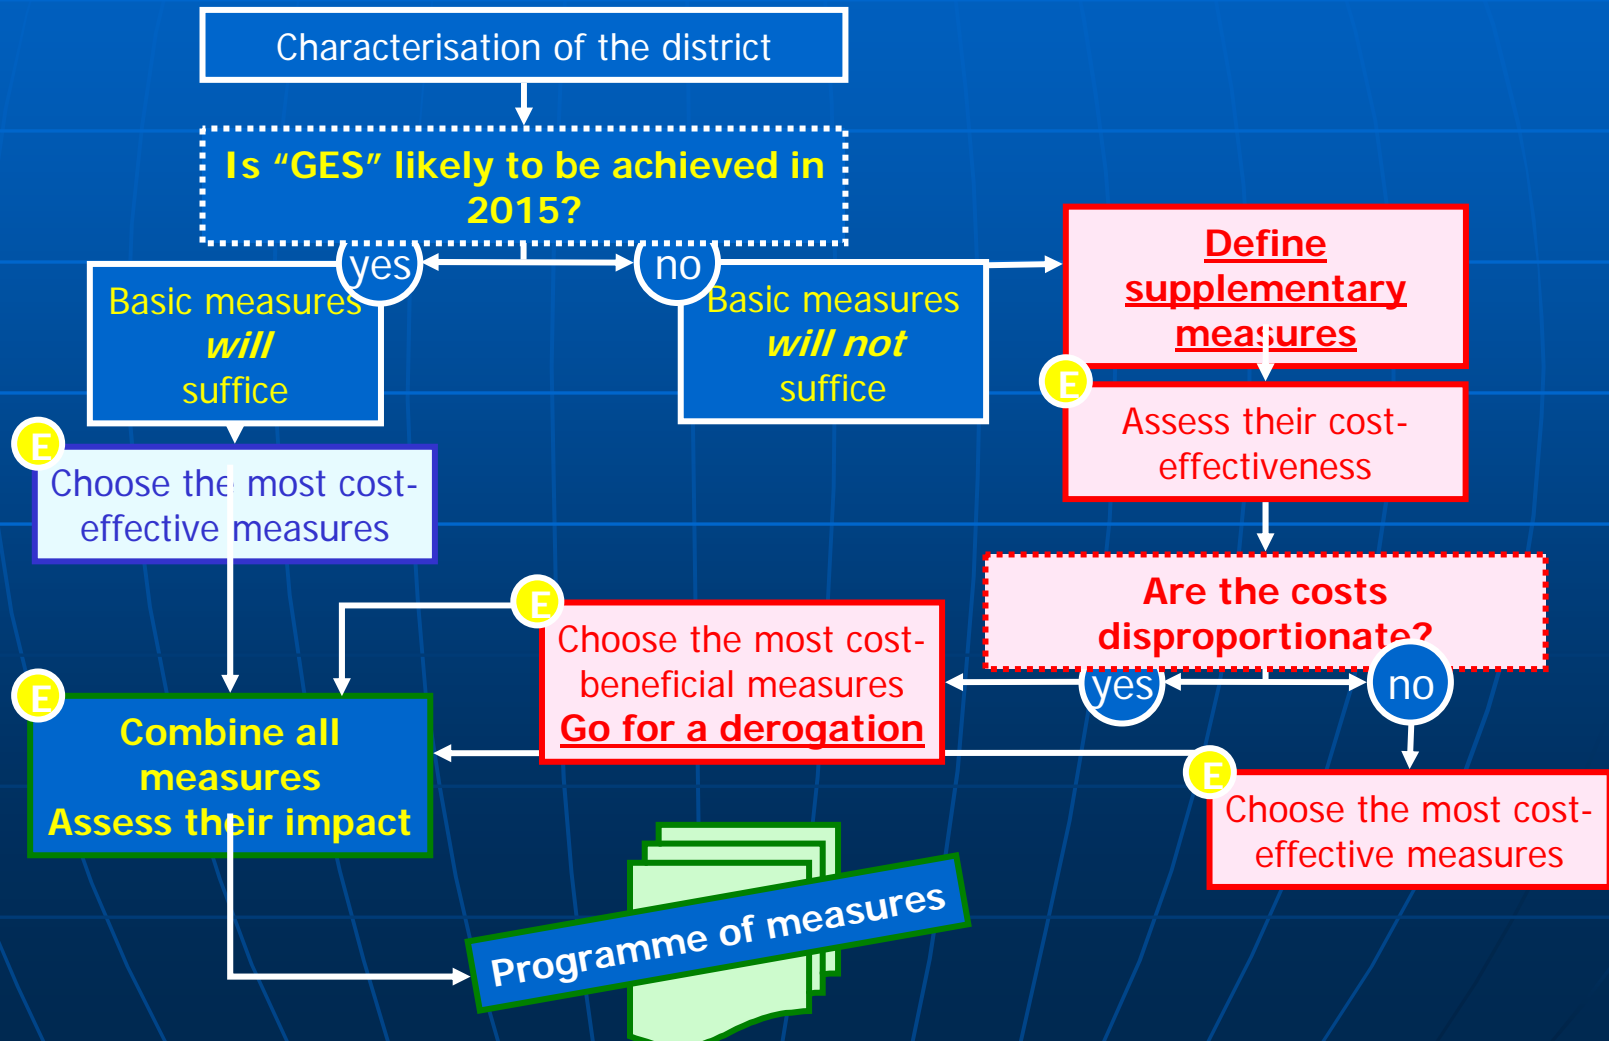 Characterisation of the district
Is “GES” likely to be achieved in
2015?
yes
no
Basic measures
will
suffice
Basic measures
will not
suffice
Define
supplementary
measures
E
Assess their cost-
effectiveness
E
Choose the most cost-
effective measures
Are the costs
disproportionate?
yes
no
E
Choose the most cost-
beneficial measures
Go for a derogation
E
Choose the most cost-
effective measures
E
Combine all
measures
Assess their impact
Programme of measures